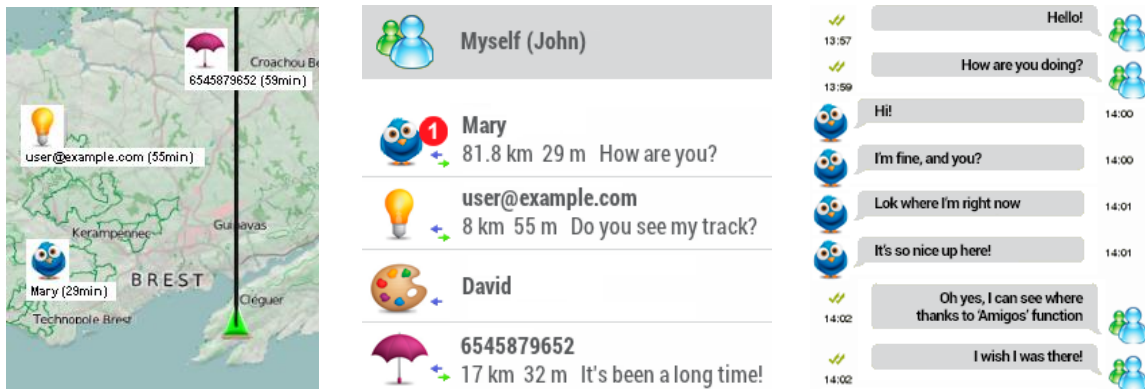 Croachou Be
6545879652 (59min)
user@example.com (55min)
Kerampennec
Guipavas
Mary (29min)
BREST
Cléguer
Technopole Brest
Myself (John)
Mary
1
81.8 km 29 m How are you?
user@example.com
8 km 55 m Do you see my track?
David
6545879652
17 km 32 m It's been a long time!
Hello!
13:57
How are you doing?
13:59
Hi!
14:00
I'm fine, and you?
14:00
Lok where I'm right now
14:01
It's so nice up here!
14:01
Oh yes, I can see where
thanks to 'Amigos' function
14:02
I wish I was there!
14:02